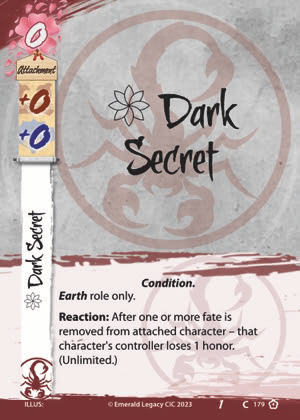 0
Attachment
+0
+0
Dark
Secret
Dark Secret
Condition.
Earth role only.
Reaction: After one or more fate is
removed from attached character – that
character's controller loses 1 honor.
(Unlimited.)
ILLUS:
© Emerald Legacy CIC 2023
1
C 179